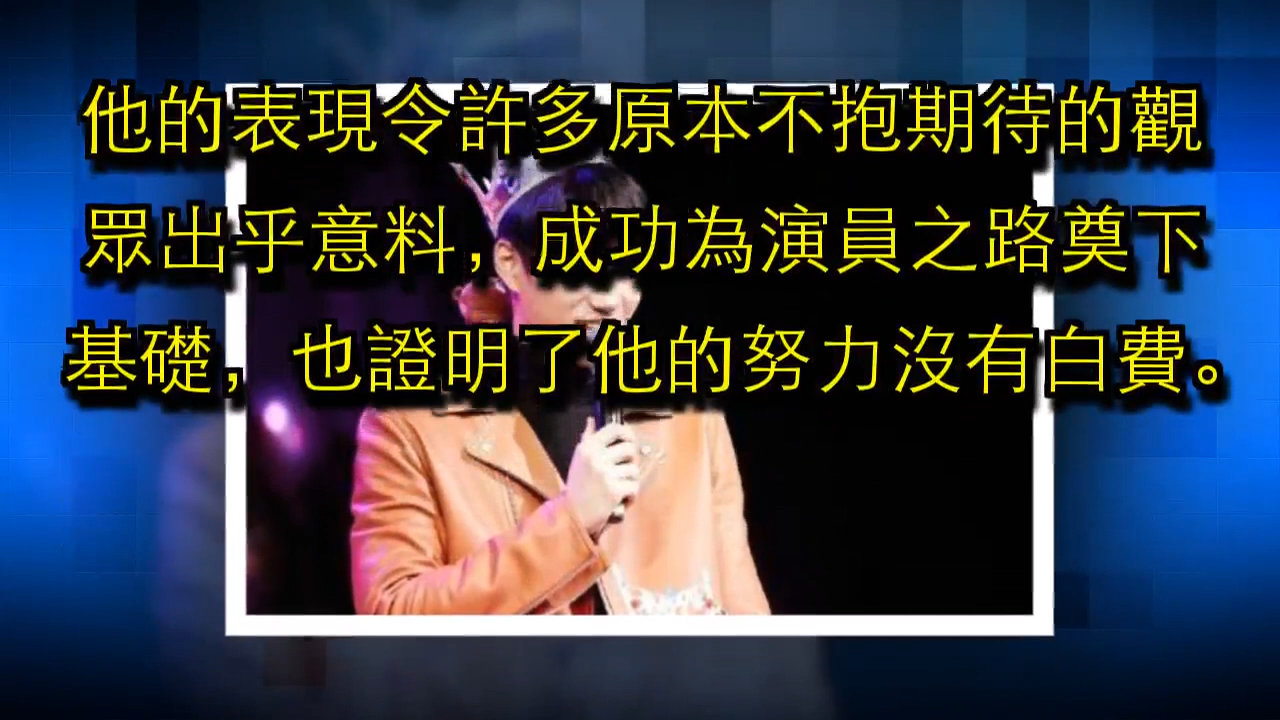 他的表現令許多原本不抱期待的觀
眾出乎意料，成功為演員之路奠下
基礎，也證明了他的努力沒有白費。